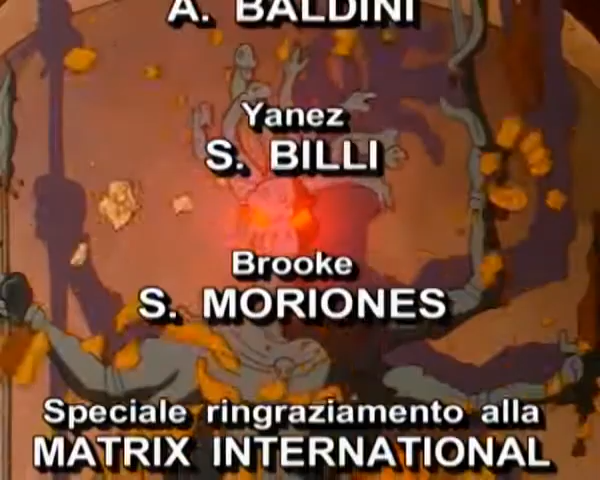 A. BALDINI
Yanez
S. BILLI
Brooke
S. MORIONES
Speciale ringraziamento alla
MATRIX INTERNATIONAL